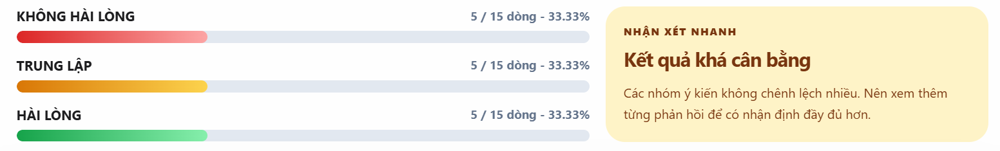 KHÔNG HÀI LÒNG
5 / 15 dòng - 33.33%
TRUNG LẬP
5 / 15 dòng - 33.33%
HÀI LÒNG
5 / 15 dòng - 33.33%
NHẬN XÉT NHANH
Kết quả khá cân bằng
Các nhóm ý kiến không chênh lệch nhiều. Nên xem thêm
từng phản hồi để có nhận định đầy đủ hơn.